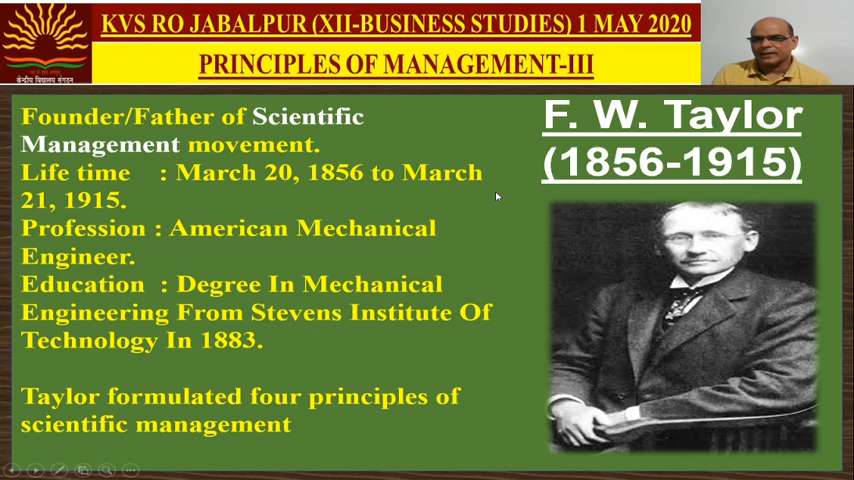 KVS RO JABALPUR (XII-BUSINESS STUDIES) 1 MAY 2020
PRINCIPLES OF MANAGEMENT-III
केन्द्रीय विद्यालय संगठन
Founder/Father of Scientific
Management movement.
Life time : March 20, 1856 to March
21, 1915.
Profession : American Mechanical
Engineer.
Education : Degree In Mechanical
Engineering From Stevens Institute Of
Technology In 1883.
Taylor formulated four principles of
scientific management
F. W. Taylor
(1856-1915)